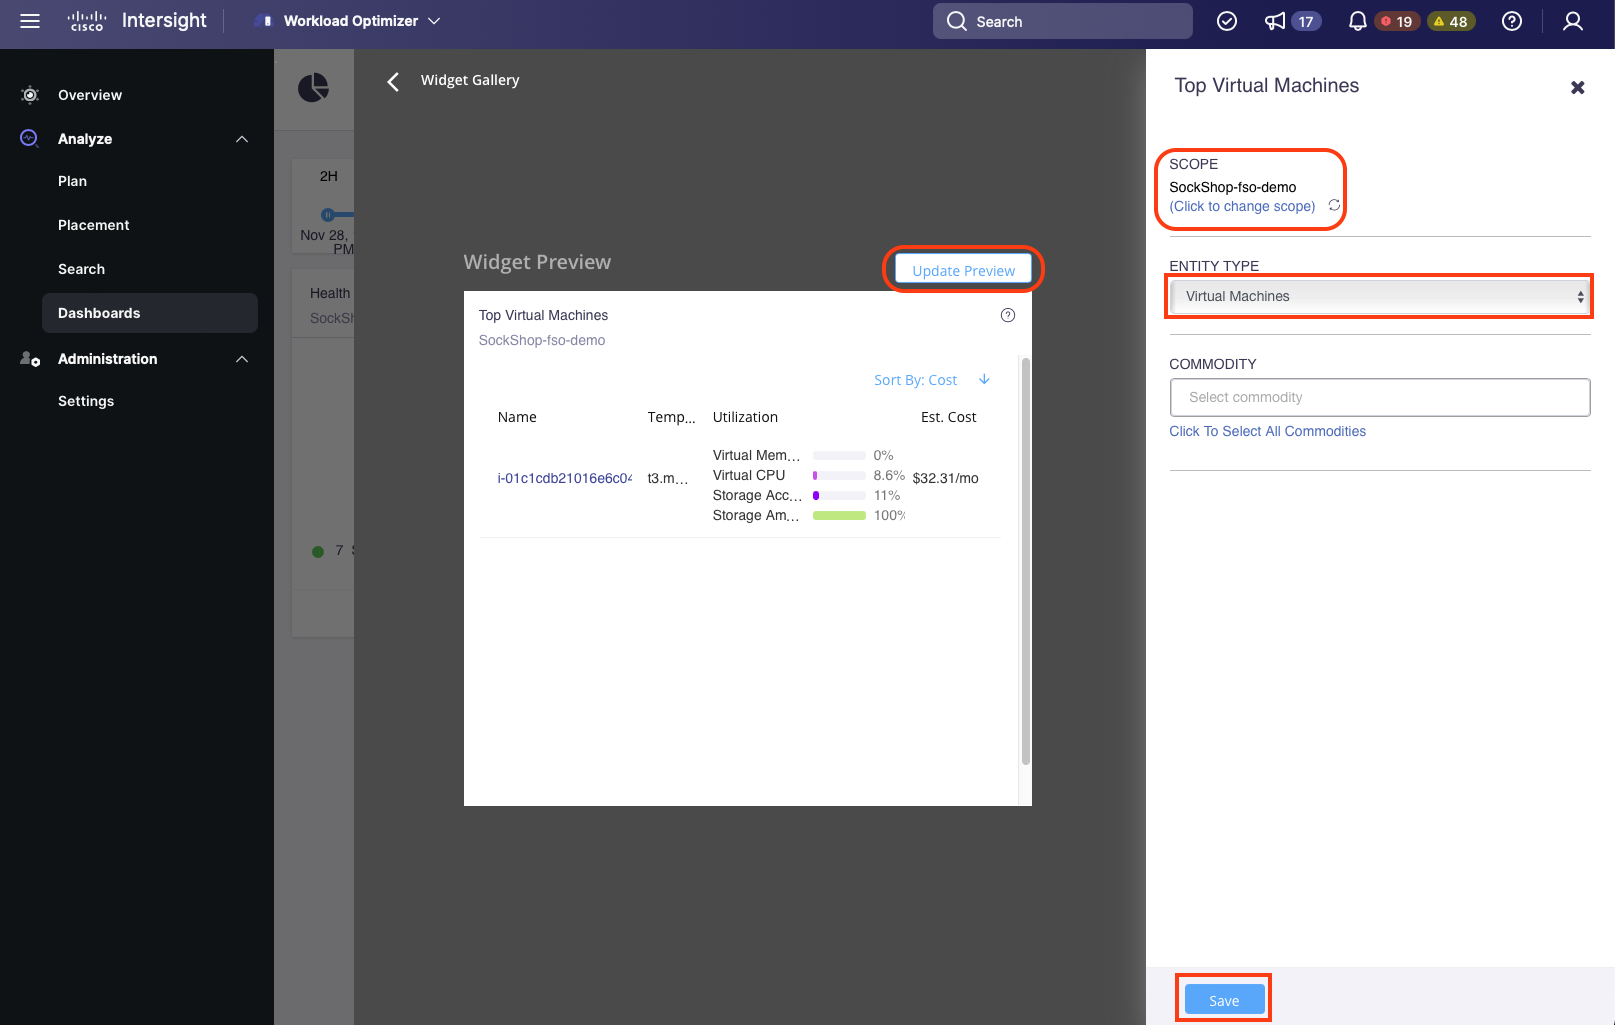 cisco Intersight Workload Optimizer Search 17 19 48
Overview
Analyze
Plan
Placement
Search
Dashboards
Administration
Settings
2H
Nov 28,
PM
Health
SockSh
7
Widget Gallery
Widget Preview
Update Preview
Top Virtual Machines
SockShop-fso-demo
Sort By: Cost
Name Temp... Utilization Est. Cost
i-01c1cdb21016e6c04 t3.m... $32.31/mo
Virtual Mem... 0%
Virtual CPU 8.6%
Storage Acc... 11%
Storage Am... 100%
Top Virtual Machines
SCOPE
SockShop-fso-demo
(Click to change scope)
ENTITY TYPE
Virtual Machines
COMMODITY
Select commodity
Click To Select All Commodities
Save